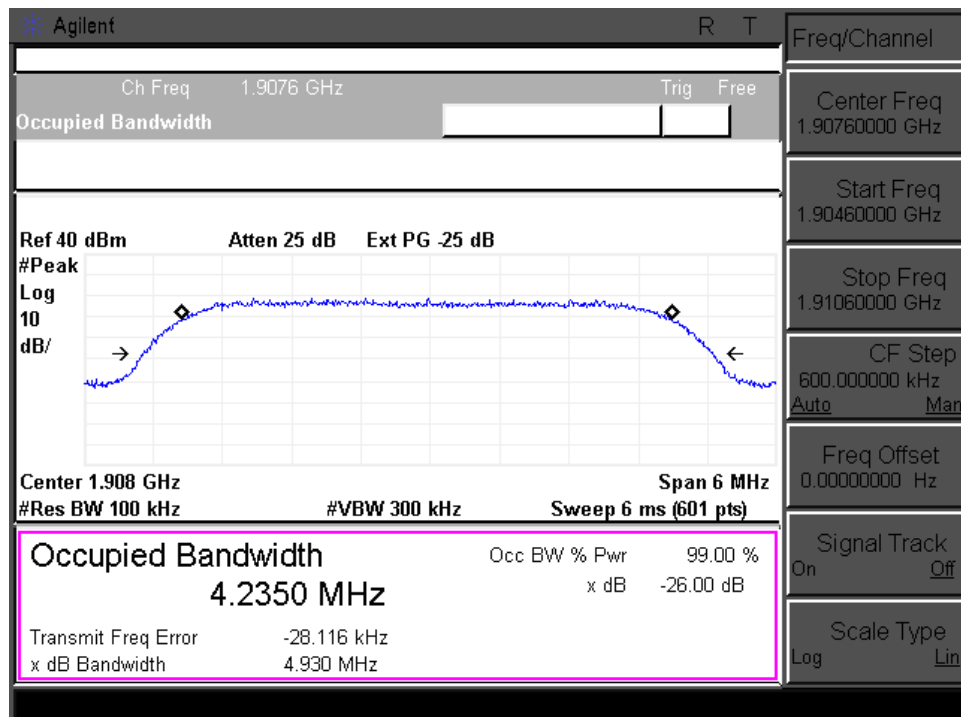 Agilent R T
Ch Freq 1.9076 GHz Trig Free
Occupied Bandwidth
Ref 40 dBm Atten 25 dB Ext PG -25 dB
#Peak
Log
10
dB/
Center 1.908 GHz Span 6 MHz
#Res BW 100 kHz #VBW 300 kHz Sweep 6 ms (601 pts)
Occupied Bandwidth Occ BW % Pwr 99.00 %
4.2350 MHz x dB -26.00 dB
Transmit Freq Error -28.116 kHz
x dB Bandwidth 4.930 MHz
Freq/Channel
Center Freq
1.90760000 GHz
Start Freq
1.90460000 GHz
Stop Freq
1.91060000 GHz
CF Step
600.000000 kHz
Auto Man
Freq Offset
0.00000000 Hz
Signal Track
On Off
Scale Type
Log Lin